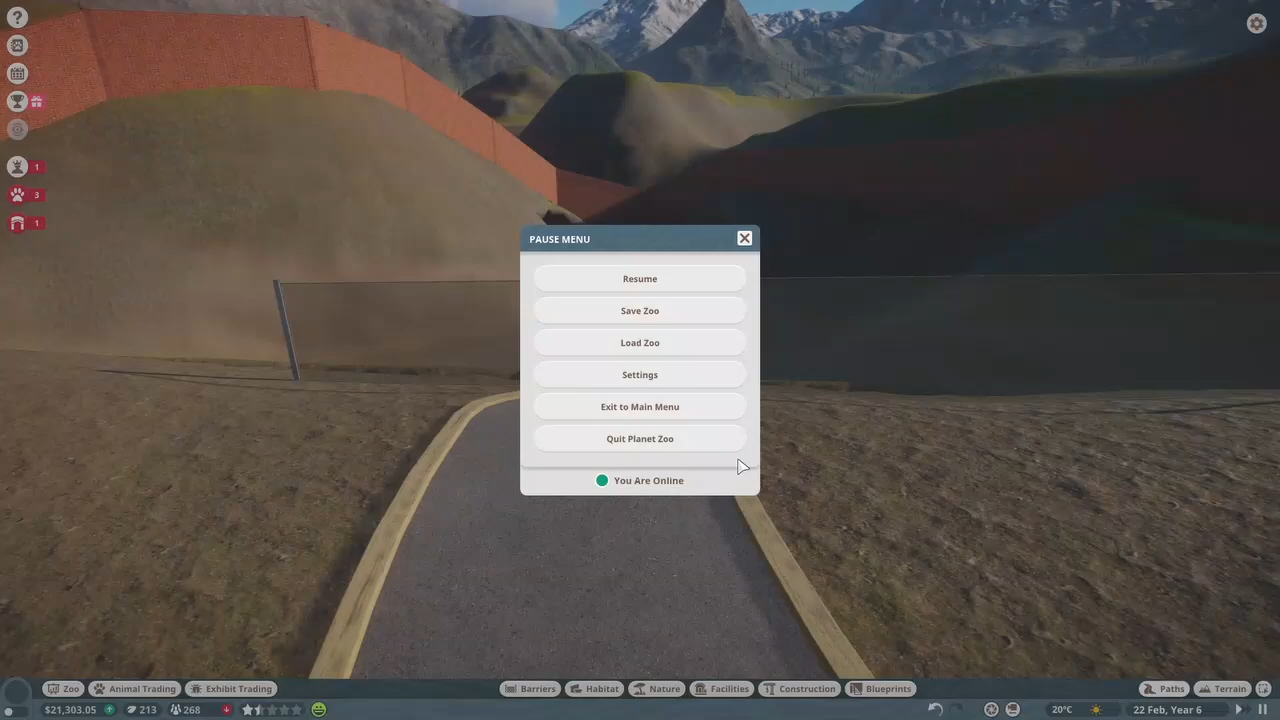 ?
1
3
1
PAUSE MENU
Resume
Save Zoo
Load Zoo
Settings
Exit to Main Menu
Quit Planet Zoo
You Are Online
Zoo
Animal Trading
Exhibit Trading
Barriers
Habitat
Nature
Facilities
Construction
Blueprints
Paths
Terrain
$21,303.05
213
268
20°C
22 Feb, Year 6